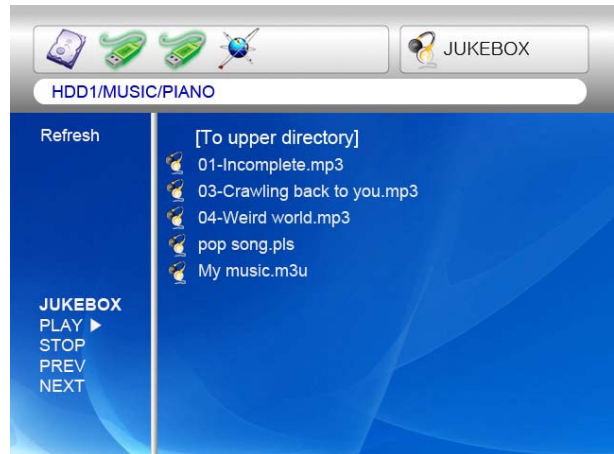 JUKEBOX
HDD1/MUSIC/PIANO
Refresh
[To upper directory]
01-Incomplete.mp3
03-Crawling back to you.mp3
04-Weird world.mp3
pop song.pls
My music.m3u
JUKEBOX
PLAY ▶
STOP
PREV
NEXT